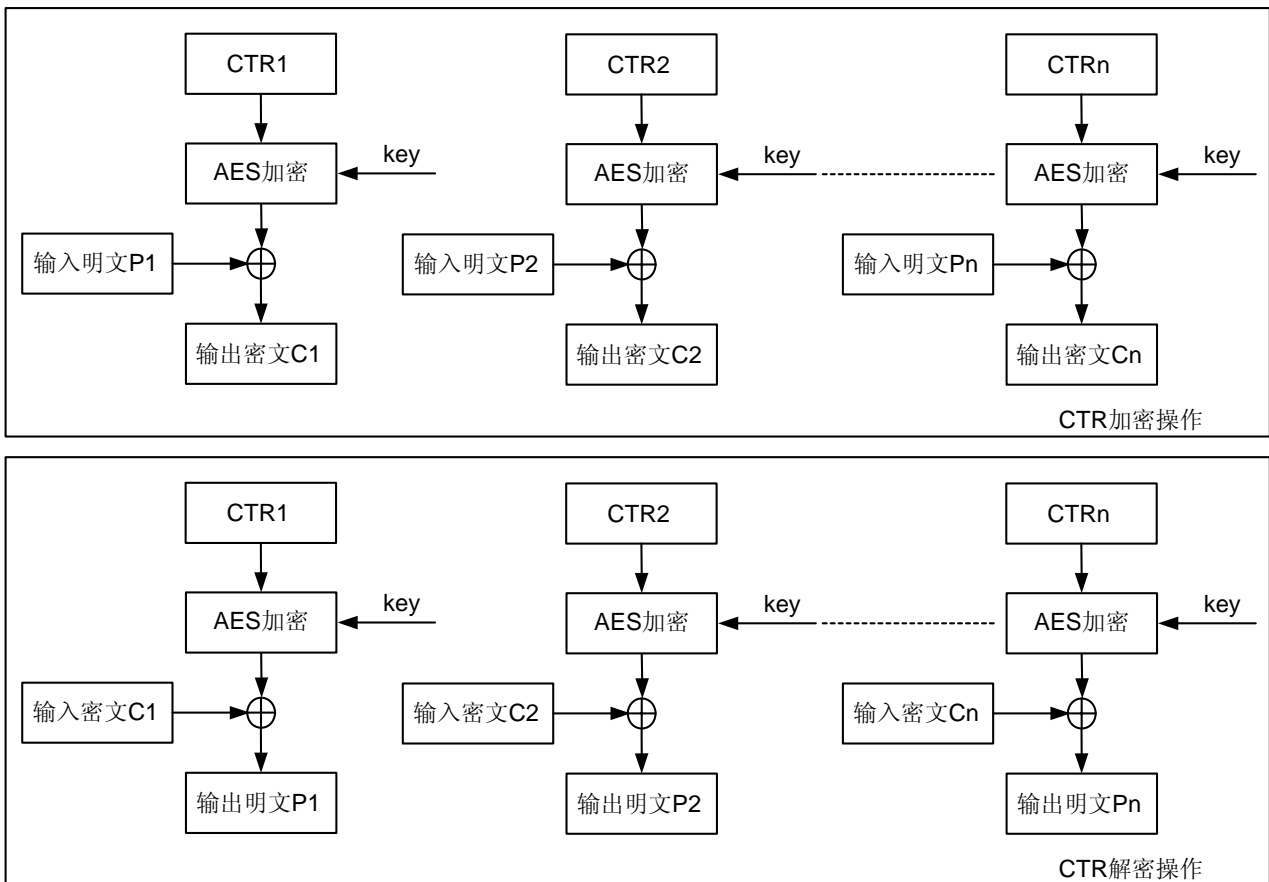 CTR1
CTR2
CTRn
AES加密
key
AES加密
key
AES加密
key
输入明文P1
输入明文P2
输入明文Pn
输出密文C1
输出密文C2
输出密文Cn
CTR加密操作
CTR1
CTR2
CTRn
AES加密
key
AES加密
key
AES加密
key
输入密文C1
输入密文C2
输入密文Cn
输出明文P1
输出明文P2
输出明文Pn
CTR解密操作